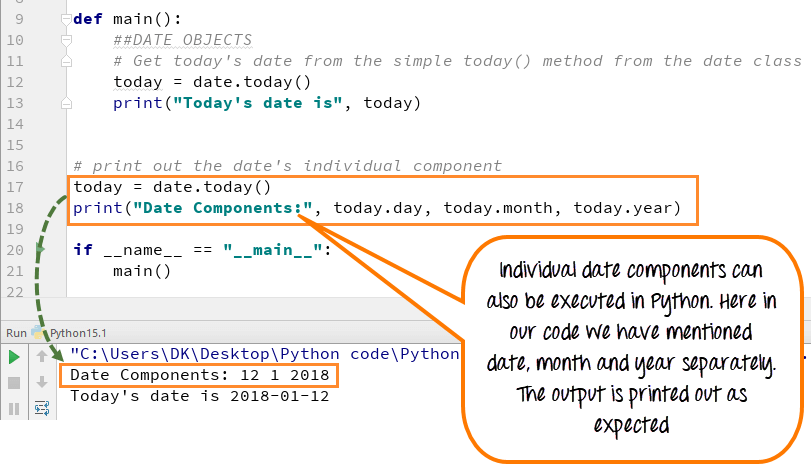 9 def main():
10 ##DATE OBJECTS
11 # Get today's date from the simple today() method from the date class
12 today = date.today()
13 print("Today's date is", today)
14
15
16 # print out the date's individual component
17 today = date.today()
18 print("Date Components:", today.day, today.month, today.year)
19
20 if __name__ == "__main__":
21 main()
22
Individual date components can
also be executed in Python. Here in
our code we have mentioned
date, month and year separately.
The output is printed out as
expected
Run Python15.1
"C:\Users\DK\Desktop\Python code\Python
Date Components: 12 1 2018
Today's date is 2018-01-12